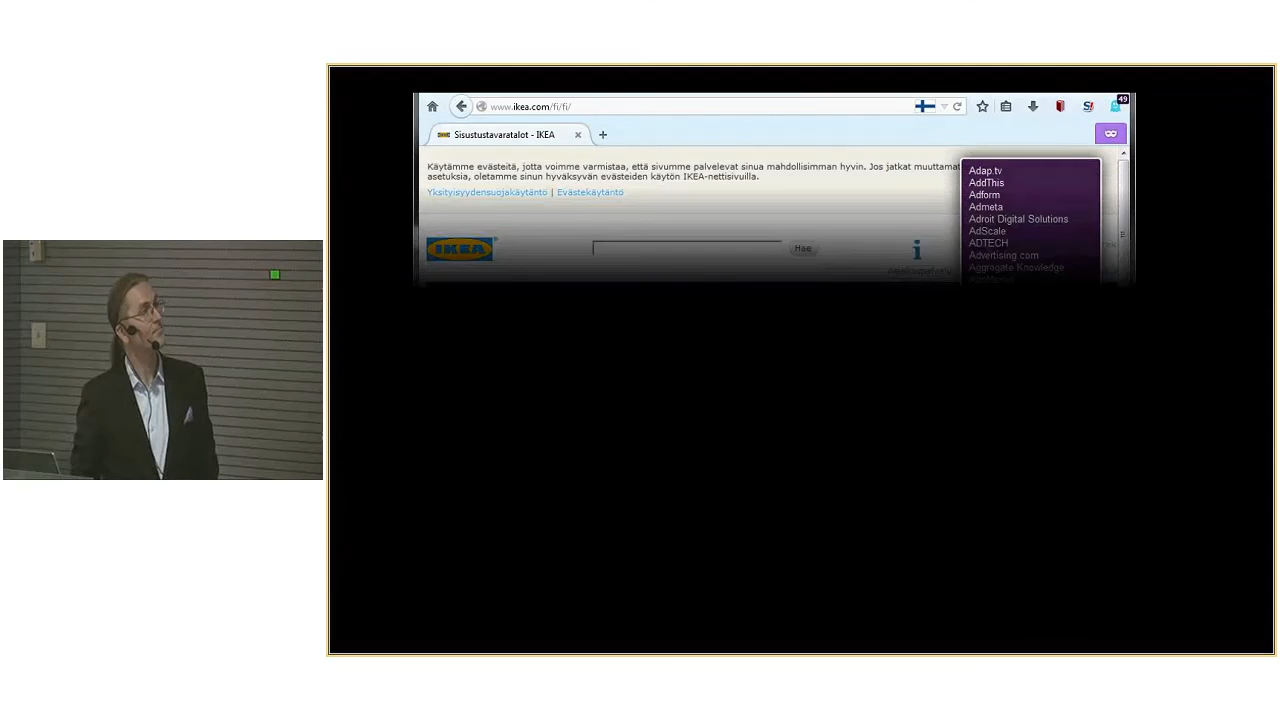 www.ikea.com/fi/fi/
49
Sisustustavaratalot - IKEA
Käytämme evästeitä, jotta voimme varmistaa, että sivumme palvelevat sinua mahdollisimman hyvin. Jos jatkat muuttamat
asetuksia, oletamme sinun hyväksyvän evästeiden käytön IKEA-nettisivuilla.
Yksityisyydensuojakäytäntö | Evästekäytäntö
IKEA
Hae
i
Asiakaspalvelu
Adap.tv
AddThis
Adform
Admeta
Adroit Digital Solutions
AdScale
ADTECH
Advertising.com
Aggregate Knowledge